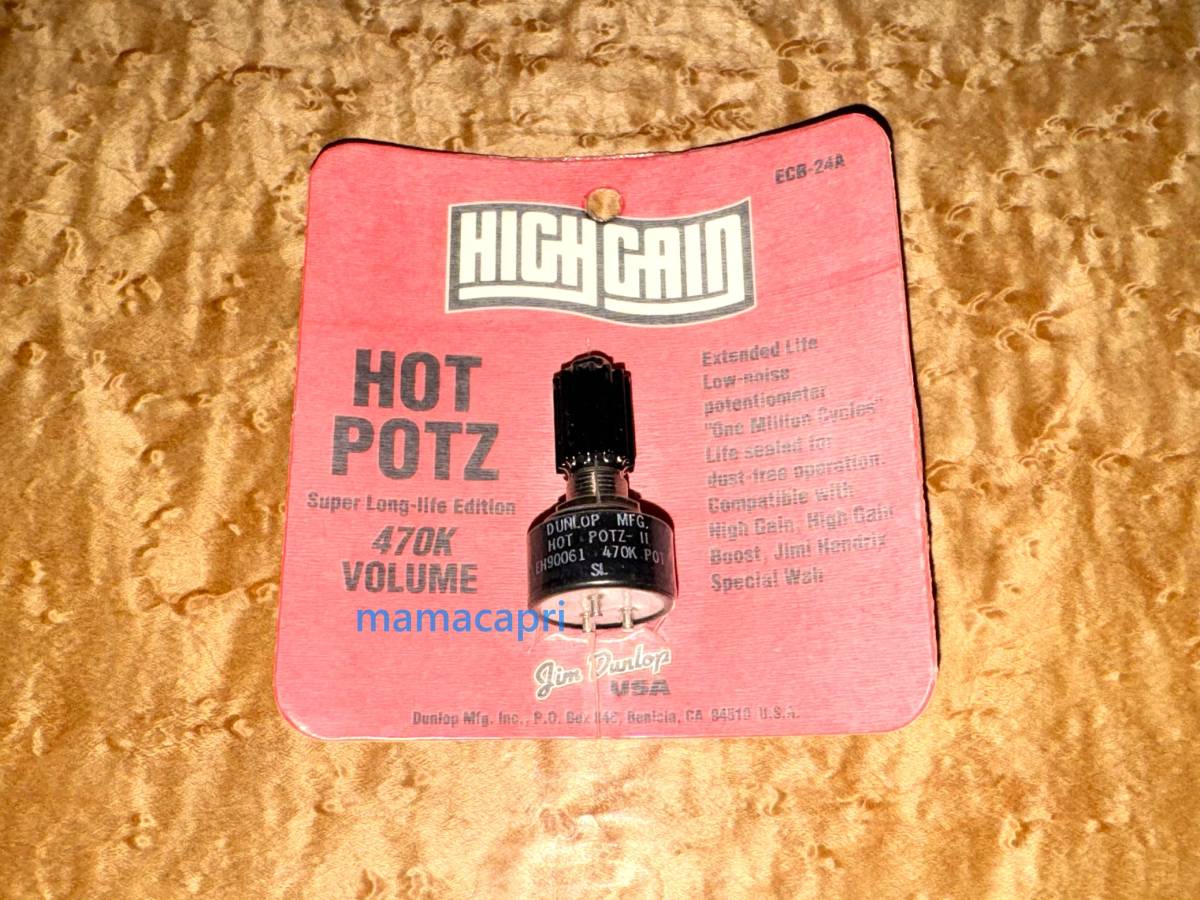 ECB-24A
HIGH GAIN
HOT
POTZ
Super Long-life Edition
470K
VOLUME
Extended Life
Low-noise
potentiometer
"One Million Cycles"
Life sealed for
dust-free operation.
Compatible with
High Gain, High Gain
Boost, Jimi Hendrix
Special Wah
DUNLOP MFG.
HOT POTZ-II
EH90061 470K POT
SL
mamacapri
Jim Dunlop
USA
Dunlop Mfg. Inc., P.O. Box 846, Benicia, CA 94510 U.S.A.